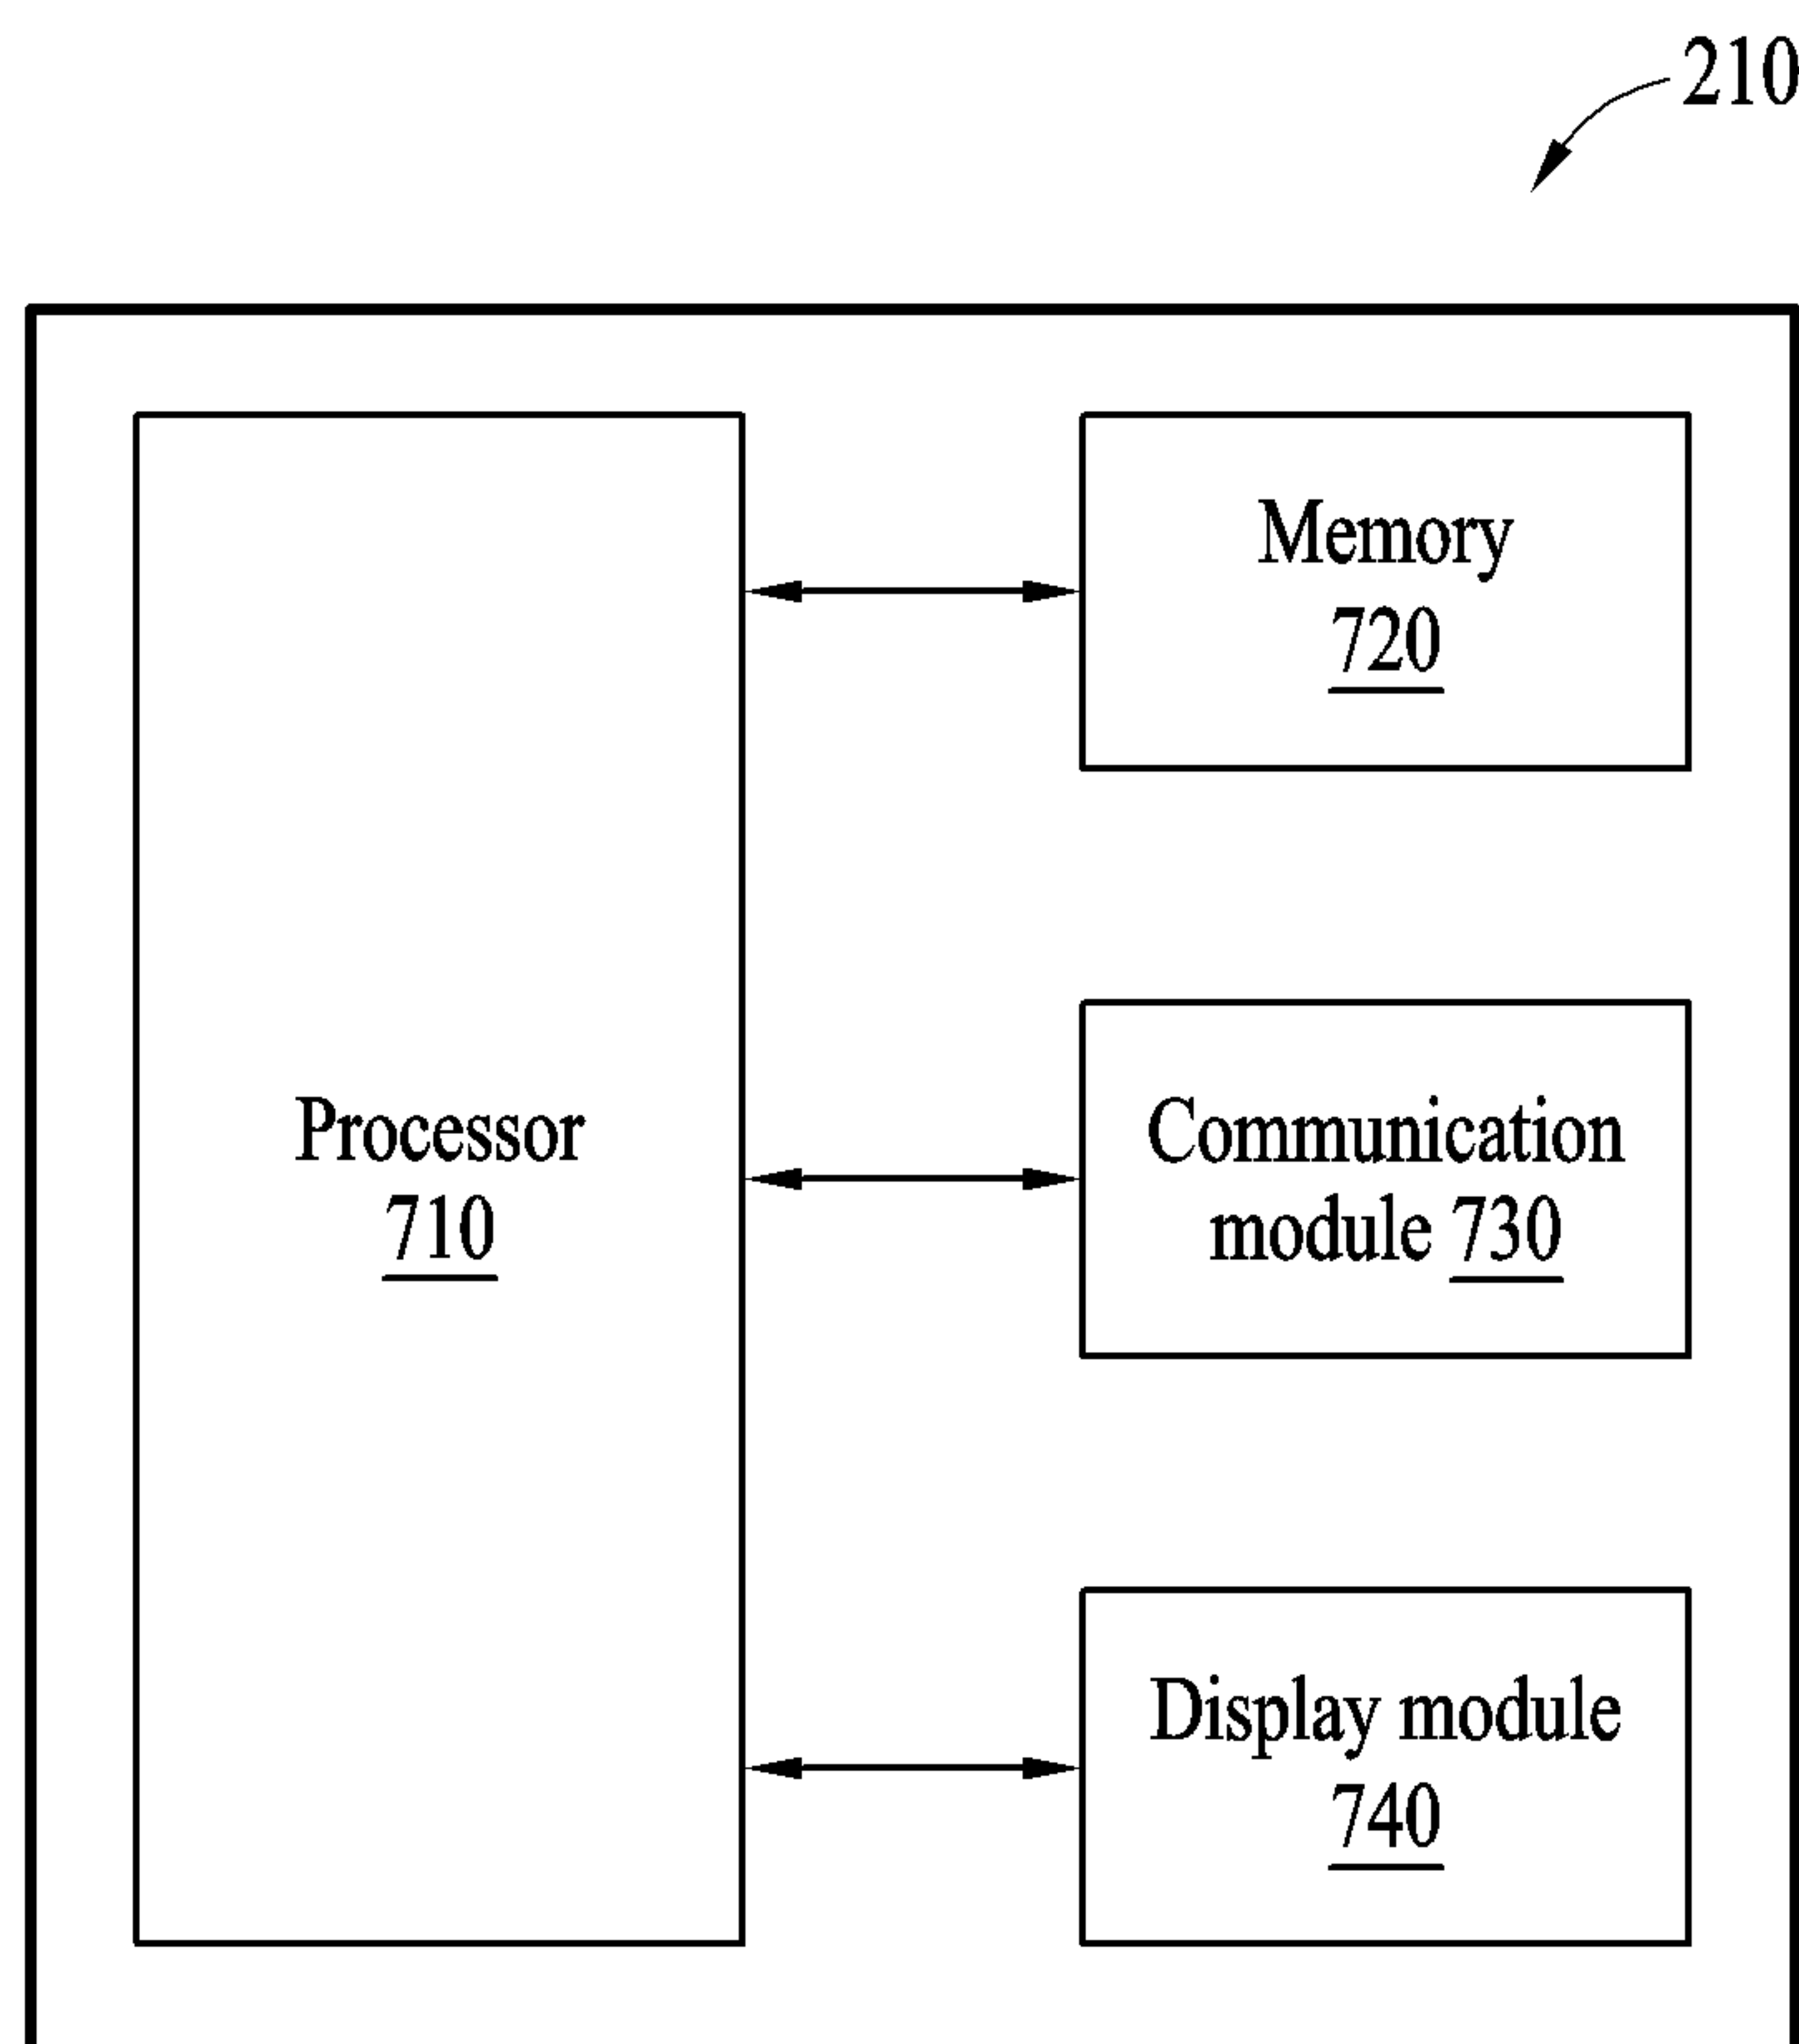 210
Memory
720
Processor
710
Communication
module 730
Display module
740